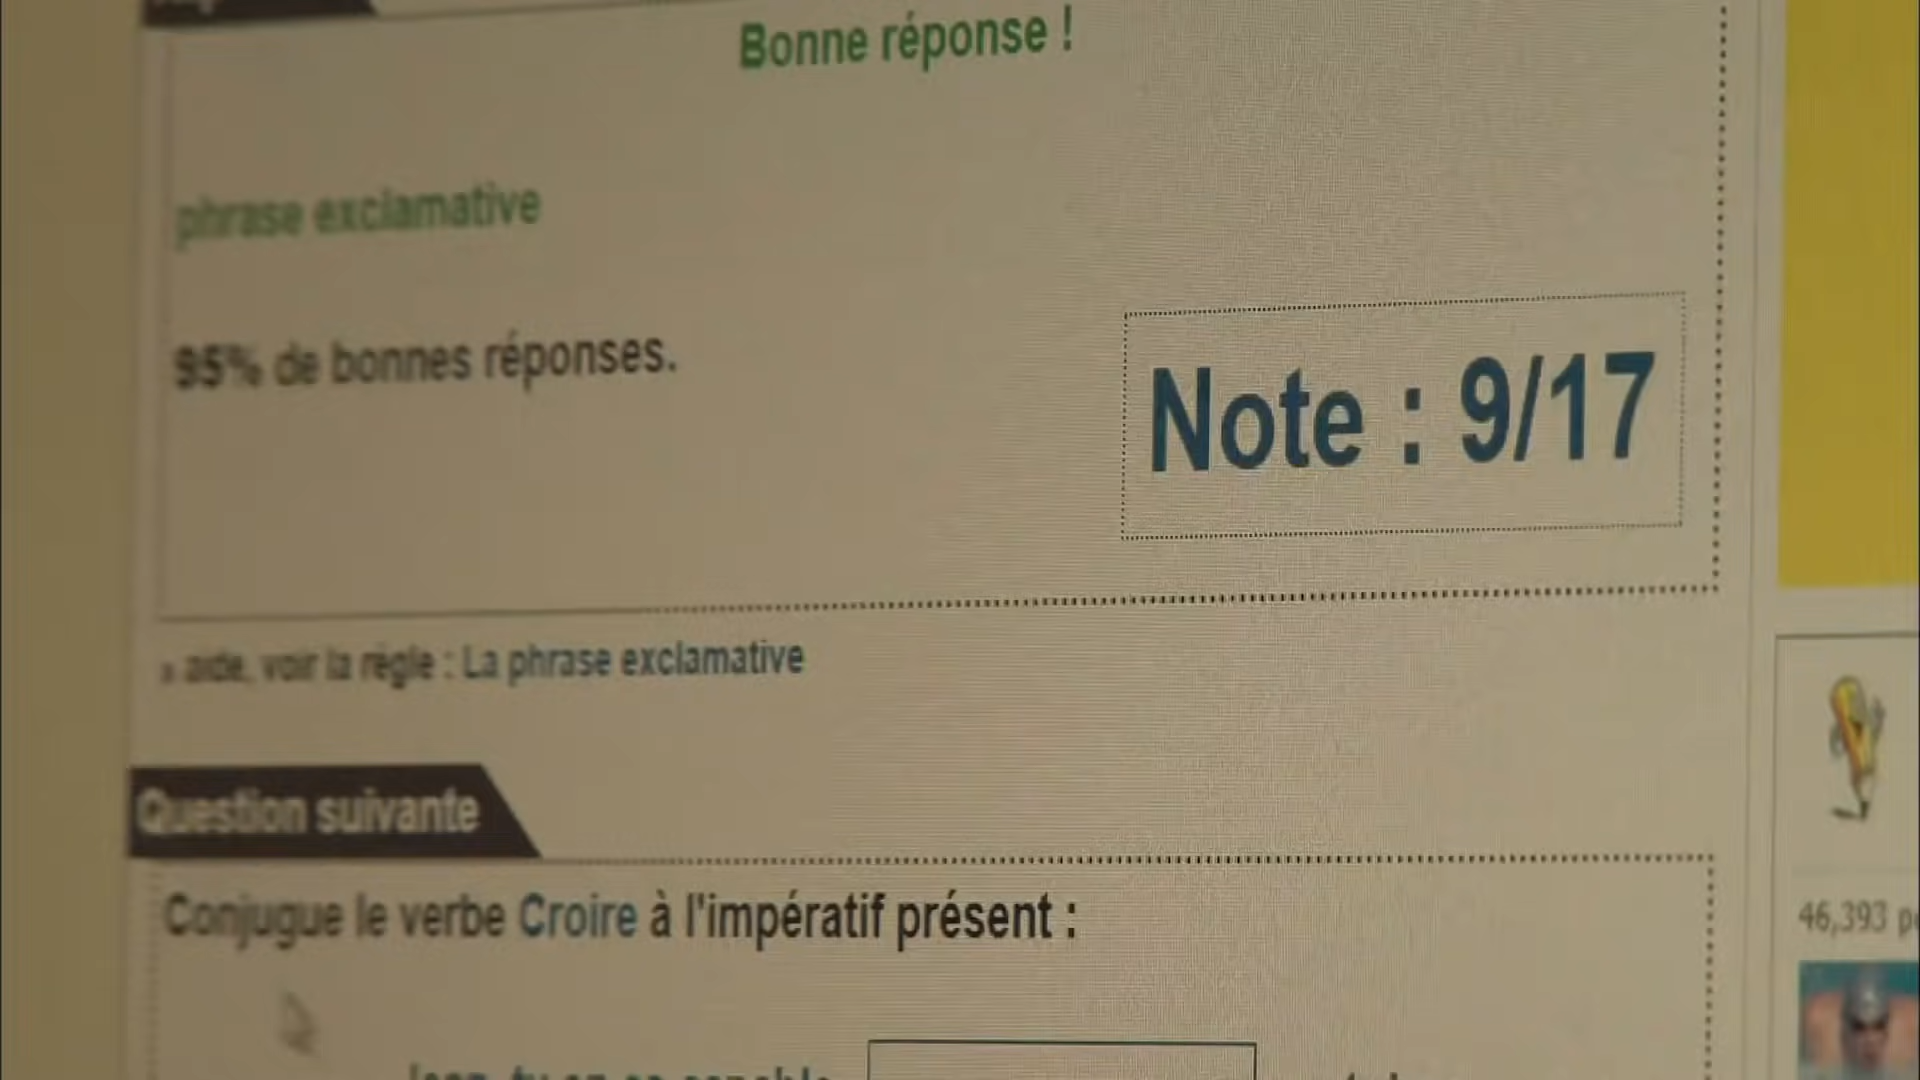 Bonne réponse !
phrase exclamative
95% de bonnes réponses.
Note : 9/17
» aide, voir la règle : La phrase exclamative
Question suivante
Conjugue le verbe Croire à l'impératif présent :
46,393